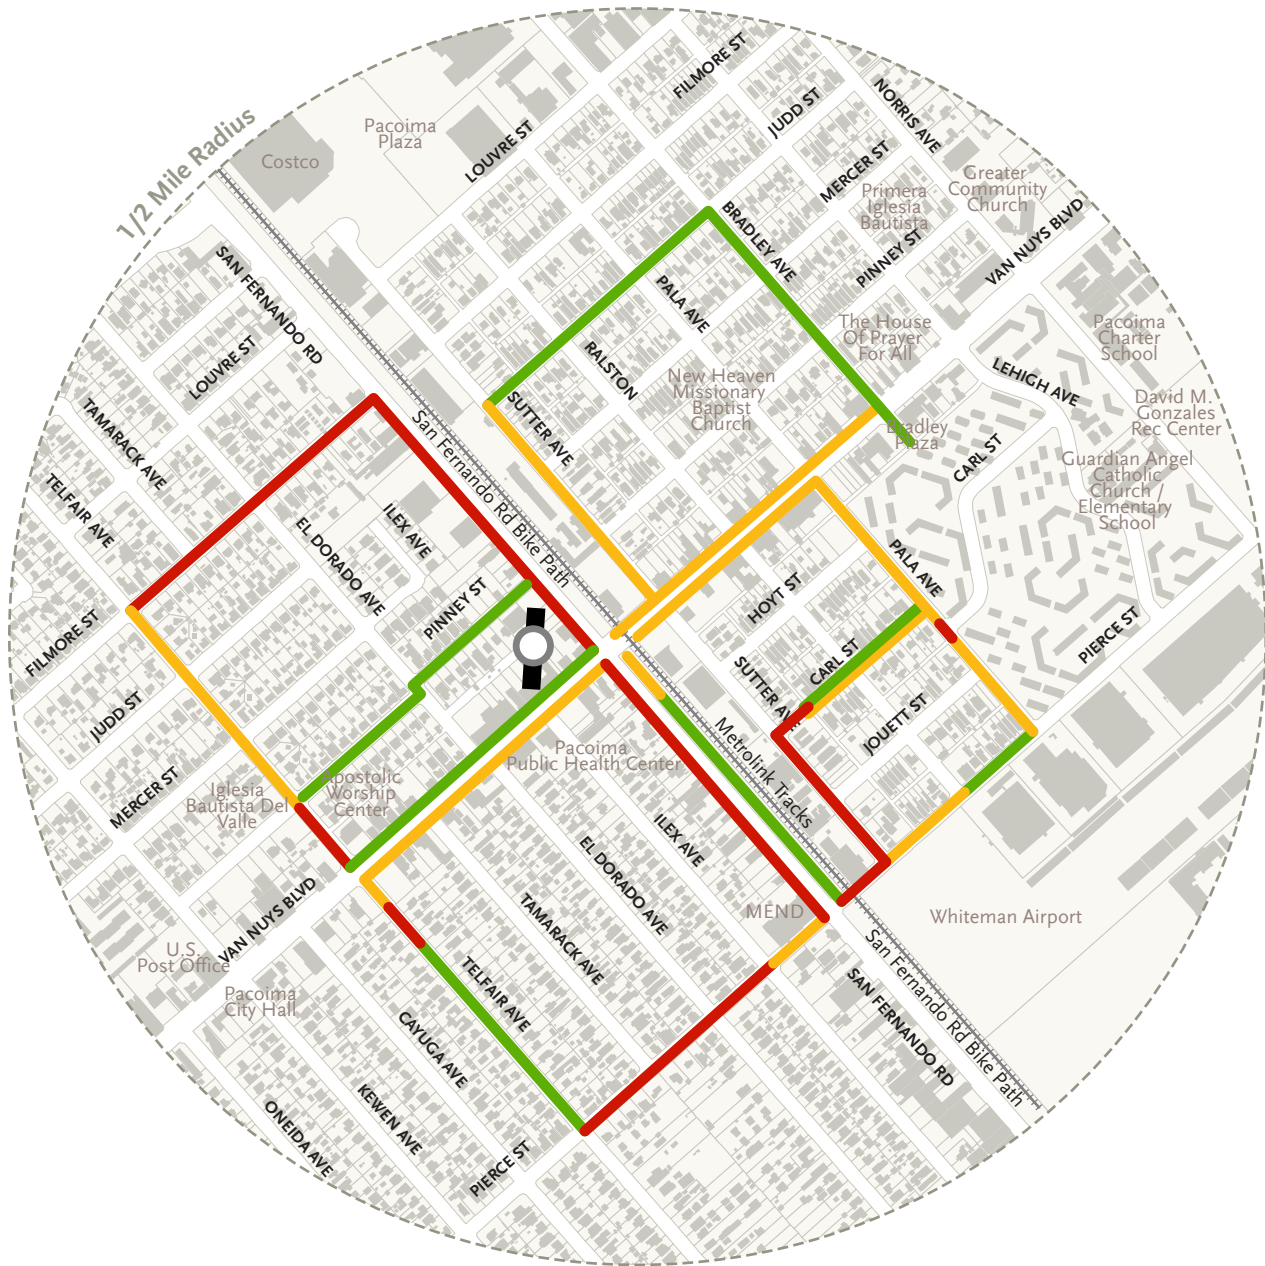 FILMORE ST
NORRIS AVE
JUDD ST
Pacoima
Plaza
LOUVRE ST
1/2 Mile Radius
Costco
MERCER ST
Greater
Community
Church
Primera
Iglesia
Bautista
VAN NUYS BLVD
BRADLEY AVE
PINNEY ST
SAN FERNANDO RD
PALA AVE
The House
Of Prayer
For All
Pacoima
Charter
School
LOUVRE ST
RALSTON
LEHIGH AVE
New Heaven
Missionary
Baptist
Church
David M.
Gonzales
Rec Center
TAMARACK AVE
SUTTER AVE
San Fernando Rd Bike Path
Bradley
Plaza
CARL ST
Guardian Angel
Catholic
Church /
Elementary
School
TELFAIR AVE
ILEX AVE
EL DORADO AVE
PALA AVE
PINNEY ST
HOYT ST
FILMORE ST
PIERCE ST
CARL ST
SUTTER AVE
JUDD ST
JOUETT ST
Metrolink Tracks
Pacoima
Public Health Center
Apostolic
Worship
Center
Iglesia
Bautista Del
Valle
MERCER ST
ILEX AVE
EL DORADO AVE
MEND
Whiteman Airport
VAN NUYS BLVD
TAMARACK AVE
U.S.
Post Office
San Fernando Rd Bike Path
TELFAIR AVE
SAN FERNANDO RD
Pacoima
City Hall
CAYUGA AVE
KEWEN AVE
ONEIDA AVE
PIERCE ST